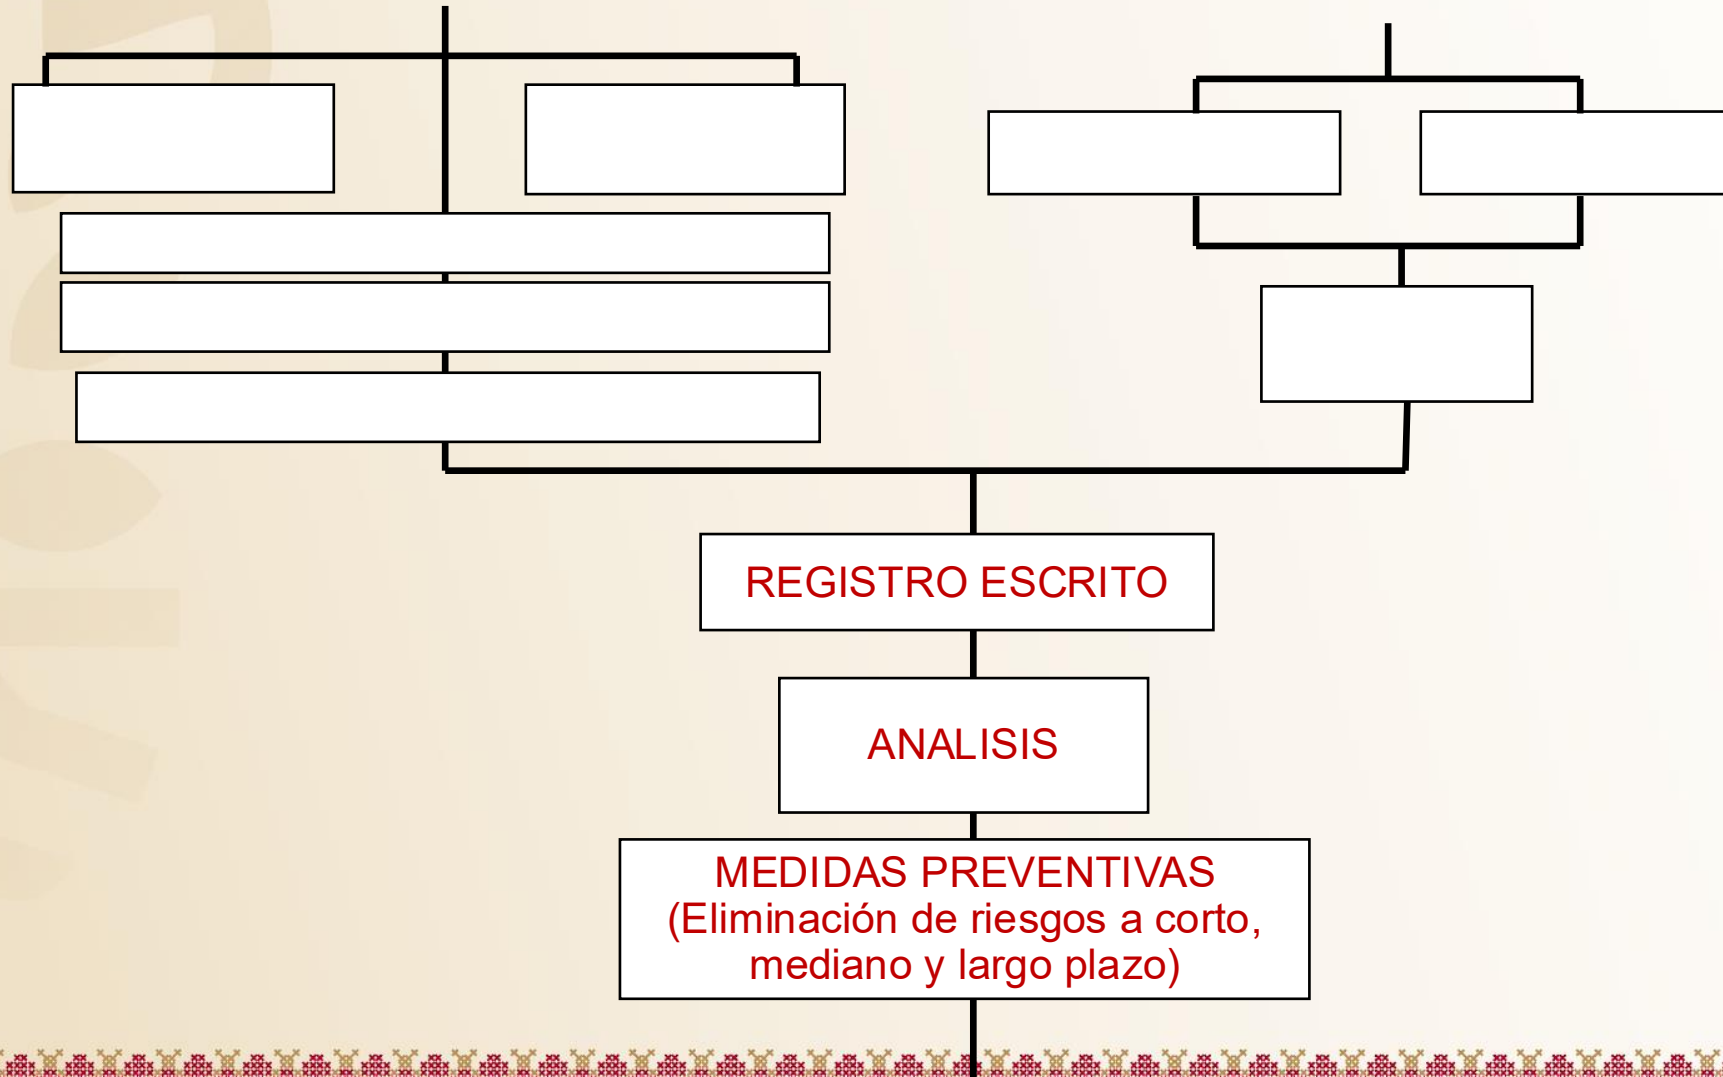 REGISTRO ESCRITO
ANALISIS
MEDIDAS PREVENTIVAS
(Eliminación de riesgos a corto,
mediano y largo plazo)